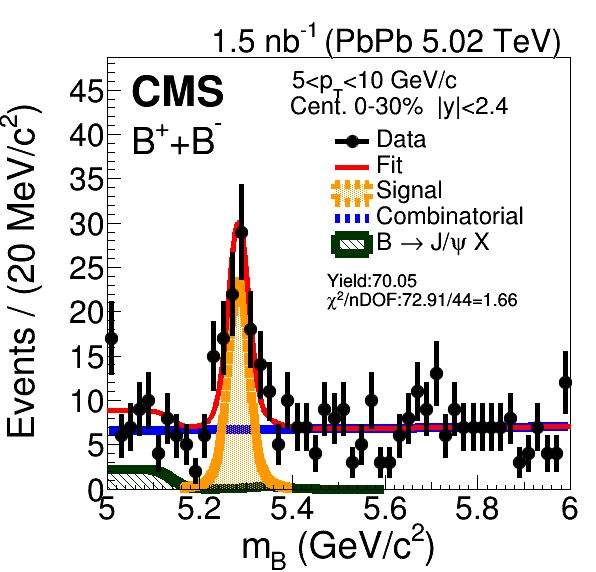 1.5 nb⁻¹ (PbPb 5.02 TeV)
CMS
B⁺+B⁻
5<p_T<10 GeV/c
Cent. 0-30% |y|<2.4
Data
Fit
Signal
Combinatorial
B → J/ψ X
Yield:70.05
χ²/nDOF:72.91/44=1.66
Events / (20 MeV/c²)
45
40
35
30
25
20
15
10
5
0
5 5.2 5.4 5.6 5.8 6
m_B (GeV/c²)